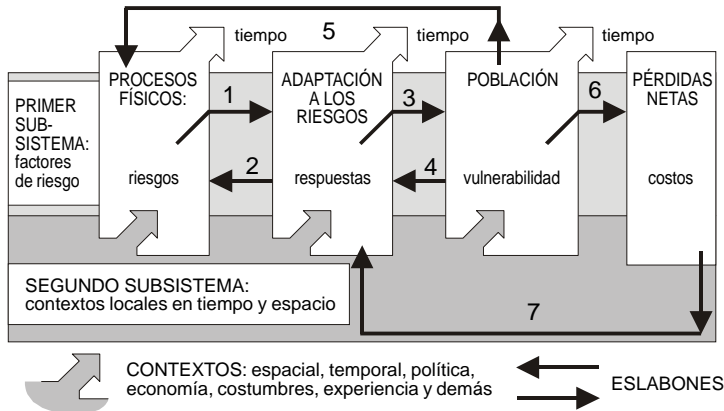 tiempo
5
tiempo
tiempo
PROCESOS
FÍSICOS:
ADAPTACIÓN
A LOS
RIESGOS
POBLACIÓN
PÉRDIDAS
NETAS
1
3
6
PRIMER
SUB-
SISTEMA:
factores
de riesgo
2
4
riesgos
respuestas
vulnerabilidad
costos
SEGUNDO SUBSISTEMA:
contextos locales en tiempo y espacio
7
CONTEXTOS: espacial, temporal, política,
economía, costumbres, experiencia y demás
ESLABONES